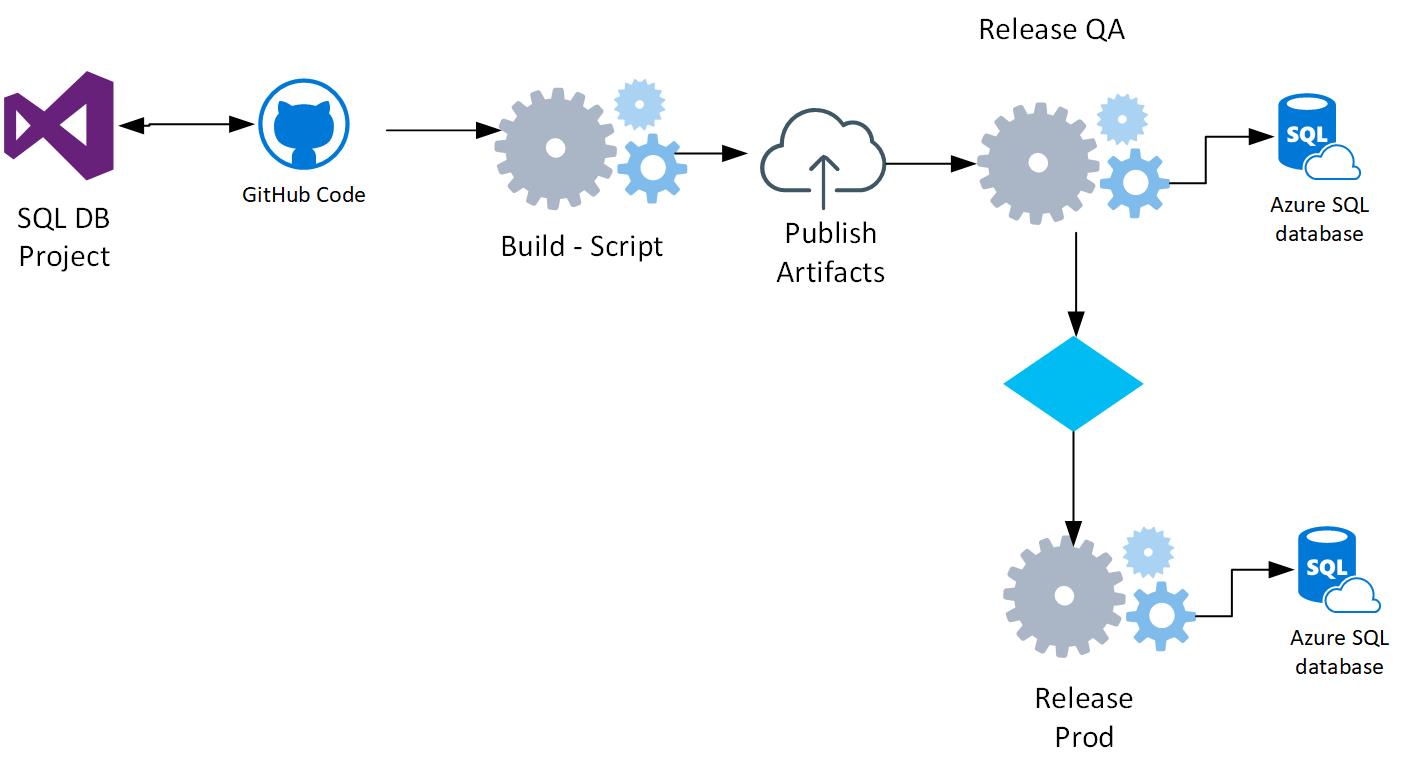 Release QA
SQL
GitHub Code
Azure SQL
database
SQL DB
Project
Build - Script
Publish
Artifacts
SQL
Azure SQL
database
Release
Prod